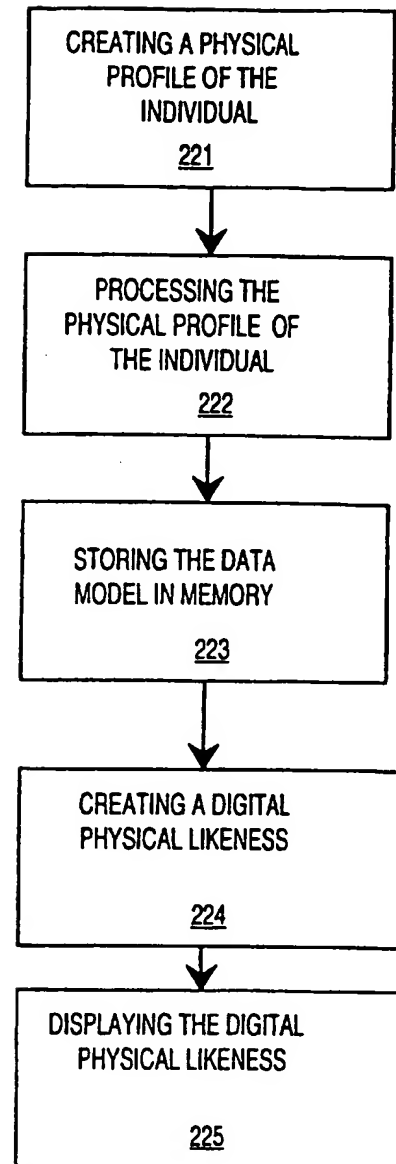 CREATING A PHYSICAL
PROFILE OF THE
INDIVIDUAL
221
PROCESSING THE
PHYSICAL PROFILE OF
THE INDIVIDUAL
222
STORING THE DATA
MODEL IN MEMORY
223
CREATING A DIGITAL
PHYSICAL LIKENESS
224
DISPLAYING THE DIGITAL
PHYSICAL LIKENESS
225